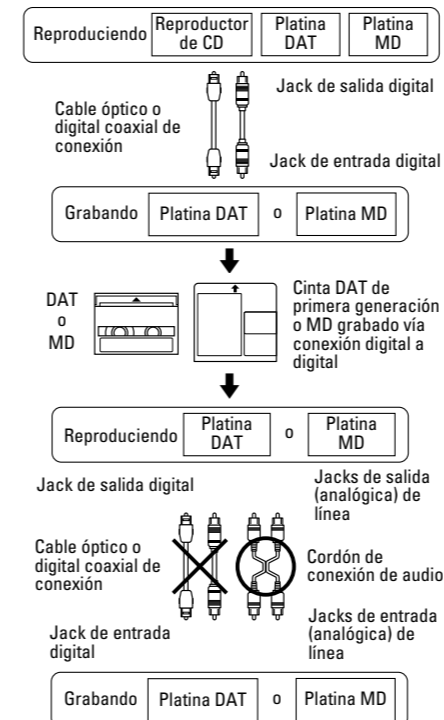 Reproduciendo
Reproductor
de CD
Platina
DAT
Platina
MD
Jack de salida digital
Cable óptico o
digital coaxial de
conexión
Jack de entrada digital
Grabando
Platina DAT
o
Platina MD
DAT
o
MD
Cinta DAT de
primera generación
o MD grabado vía
conexión digital a
digital
Reproduciendo
Platina
DAT
o
Platina
MD
Jack de salida digital
Jacks de salida
(analógica) de
línea
Cable óptico o
digital coaxial de
conexión
Cordón de
conexión de audio
Jack de entrada
digital
Jacks de entrada
(analógica) de
línea
Grabando
Platina DAT
o
Platina MD